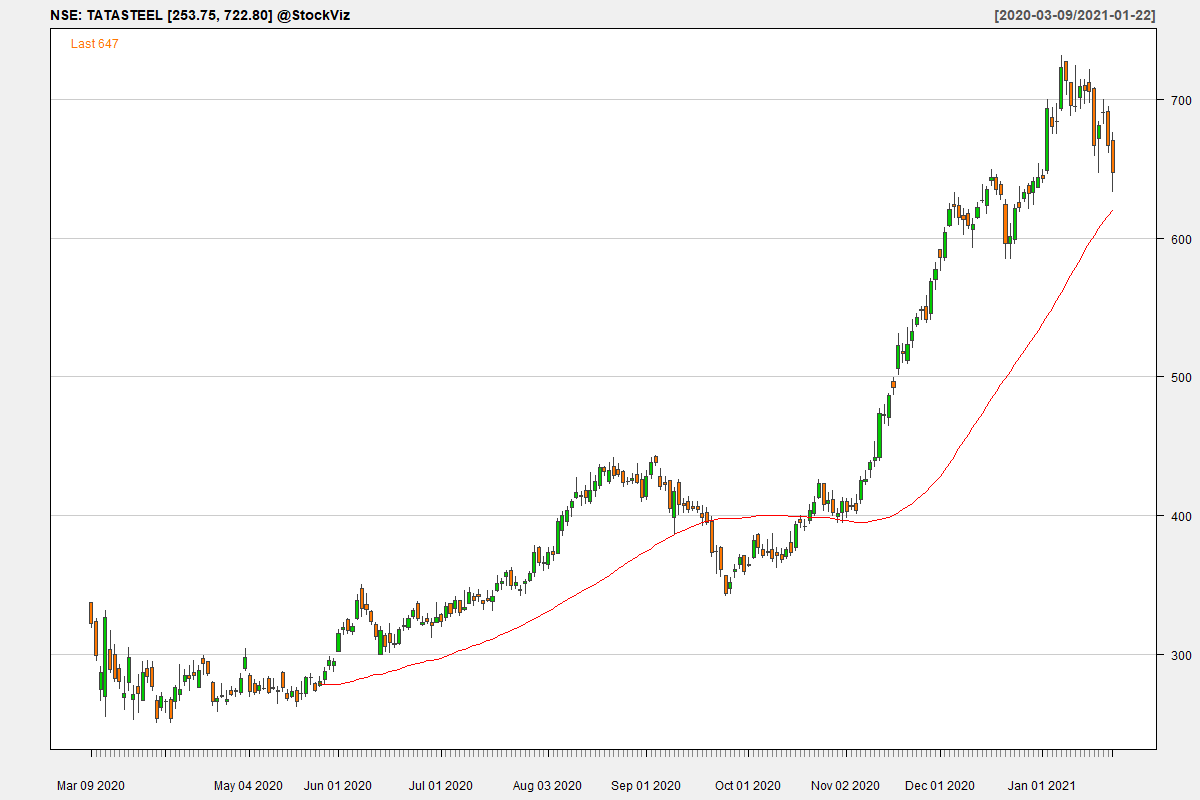 NSE: TATASTEEL [253.75, 722.80] @StockViz [2020-03-09/2021-01-22]
Last 647
700
600
500
400
300
Mar 09 2020 May 04 2020 Jun 01 2020 Jul 01 2020 Aug 03 2020 Sep 01 2020 Oct 01 2020 Nov 02 2020 Dec 01 2020 Jan 01 2021